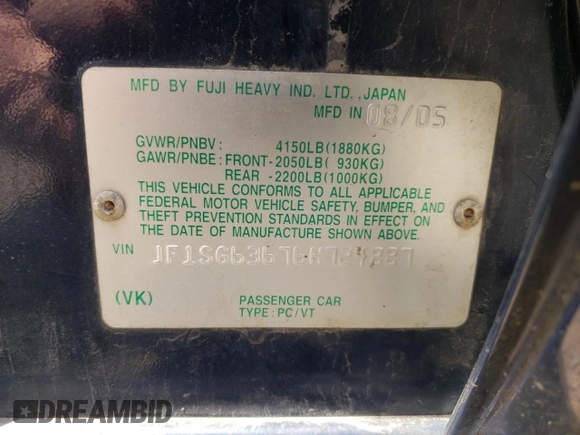 MFD BY FUJI HEAVY IND. LTD.,JAPAN
MFD IN 08/05
GVWR/PNBV : 4150LB(1880KG)
GAWR/PNBE: FRONT-2050LB( 930KG)
REAR -2200LB(1000KG)
THIS VEHICLE CONFORMS TO ALL APPLICABLE
FEDERAL MOTOR VEHICLE SAFETY, BUMPER, AND
THEFT PREVENTION STANDARDS IN EFFECT ON
THE DATE OF MANUFACTURE SHOWN ABOVE.
VIN
(VK)
PASSENGER CAR
TYPE:PC/VT
DREAMBID